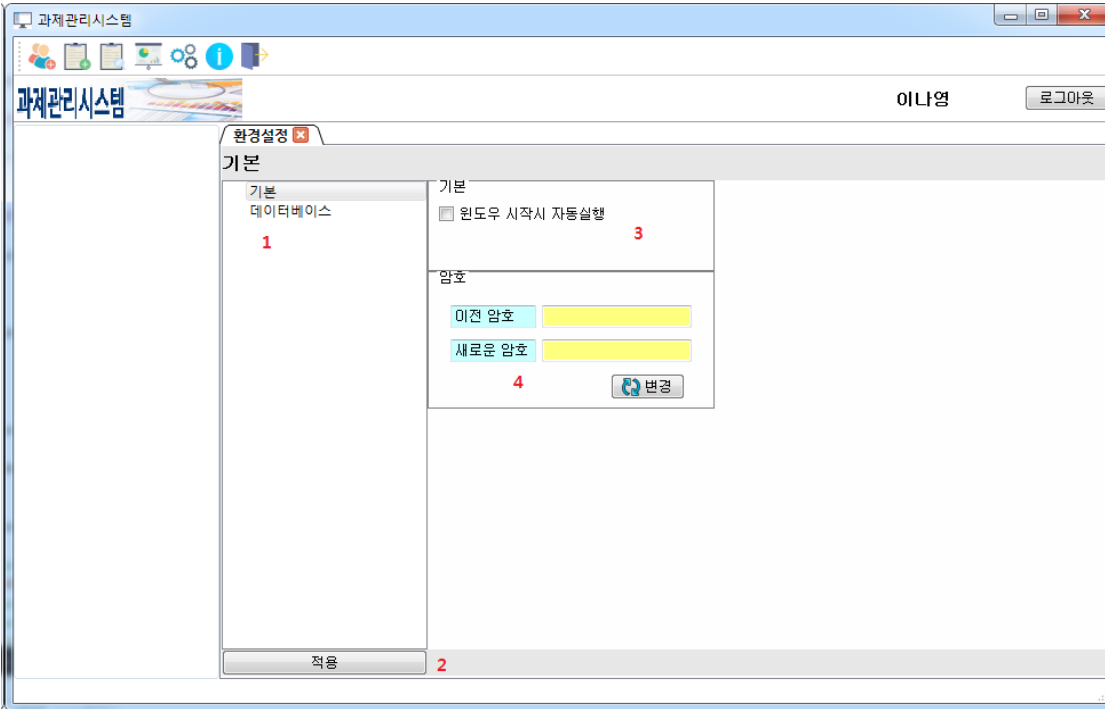 과제관리시스템
과제관리시스템
이나영
로그아웃
환경설정
기본
기본
데이터베이스
1
기본
윈도우 시작시 자동실행
3
암호
이전 암호
새로운 암호
4
변경
적용
2